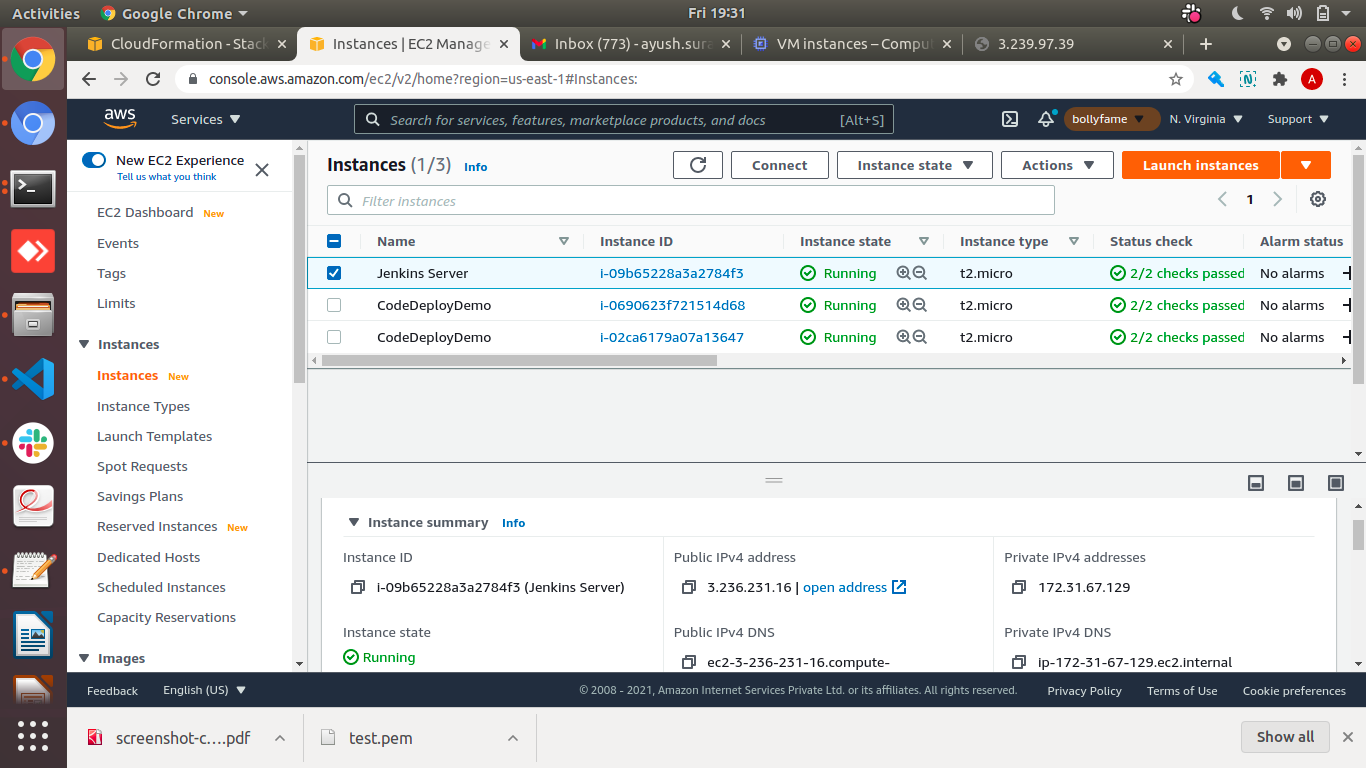 Activities
Google Chrome
Fri 19:31
CloudFormation - Stack
Instances | EC2 Manage
Inbox (773) - ayush.sura
VM instances – Compu
3.239.97.39
console.aws.amazon.com/ec2/v2/home?region=us-east-1#Instances:
A
aws
Services
Search for services, features, marketplace products, and docs
[Alt+S]
bollyfame
N. Virginia
Support
New EC2 Experience
Tell us what you think
EC2 Dashboard New
Events
Tags
Limits
Instances
Instances New
Instance Types
Launch Templates
Spot Requests
Savings Plans
Reserved Instances New
Dedicated Hosts
Scheduled Instances
Capacity Reservations
Images
Instances (1/3) Info
Connect
Instance state
Actions
Launch instances
Filter instances
1
Name Instance ID Instance state Instance type Status check Alarm status
Jenkins Server i-09b65228a3a2784f3 Running t2.micro 2/2 checks passed No alarms
CodeDeployDemo i-0690623f721514d68 Running t2.micro 2/2 checks passed No alarms
CodeDeployDemo i-02ca6179a07a13647 Running t2.micro 2/2 checks passed No alarms
Instance summary Info
Instance ID
i-09b65228a3a2784f3 (Jenkins Server)
Public IPv4 address
3.236.231.16 | open address
Private IPv4 addresses
172.31.67.129
Instance state
Running
Public IPv4 DNS
ec2-3-236-231-16.compute-
Private IPv4 DNS
ip-172-31-67-129.ec2.internal
Feedback
English (US)
© 2008 - 2021, Amazon Internet Services Private Ltd. or its affiliates. All rights reserved.
Privacy Policy
Terms of Use
Cookie preferences
screenshot-c....pdf
test.pem
Show all